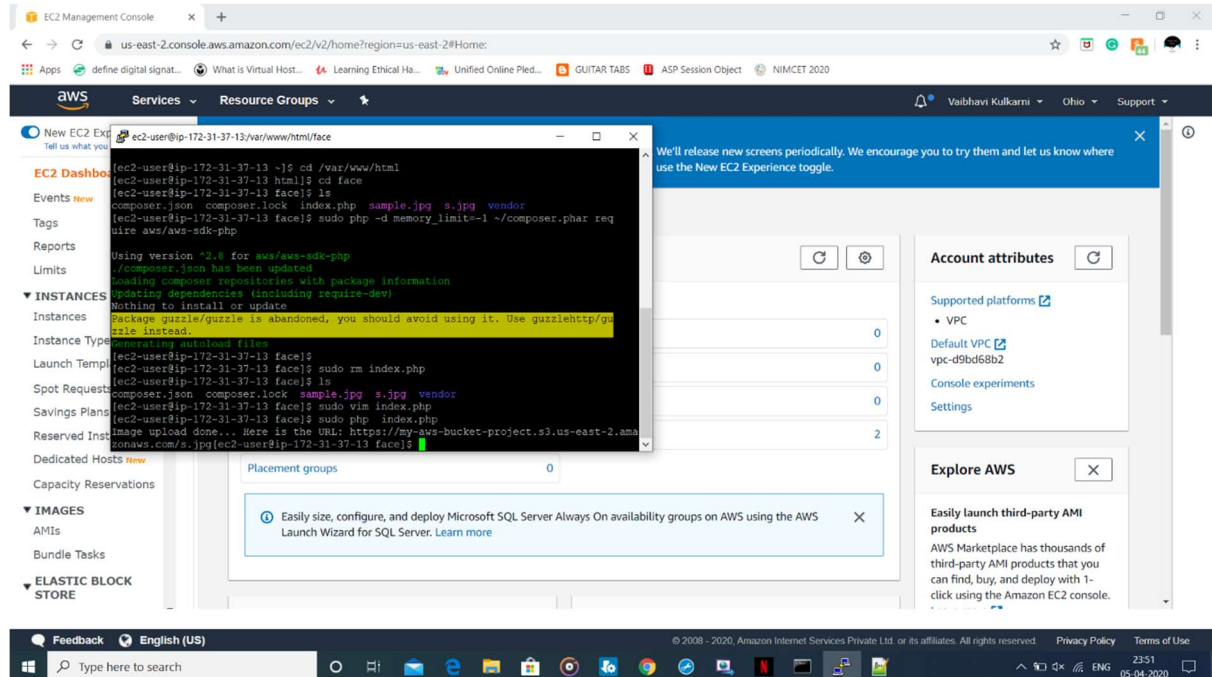 EC2 Management Console
us-east-2.console.aws.amazon.com/ec2/v2/home?region=us-east-2#Home:
Apps define digital signat... What is Virtual Host... Learning Ethical Ha... Unified Online Pled... GUITAR TABS ASP Session Object NIMCET 2020
aws Services Resource Groups Vaibhavi Kulkarni Ohio Support
New EC2 Exp
Tell us what you
EC2 Dashboa
Events New
Tags
Reports
Limits
INSTANCES
Instances
Instance Type
Launch Templ
Spot Requests
Savings Plans
Reserved Inst
Dedicated Hosts New
Capacity Reservations
IMAGES
AMIs
Bundle Tasks
ELASTIC BLOCK
STORE
ec2-user@ip-172-31-37-13:/var/www/html/face
[ec2-user@ip-172-31-37-13 ~]$ cd /var/www/html
[ec2-user@ip-172-31-37-13 html]$ cd face
[ec2-user@ip-172-31-37-13 face]$ ls
composer.json composer.lock index.php sample.jpg s.jpg vendor
[ec2-user@ip-172-31-37-13 face]$ sudo php -d memory_limit=-1 ~/composer.phar req
uire aws/aws-sdk-php
Using version ^2.8 for aws/aws-sdk-php
./composer.json has been updated
Loading composer repositories with package information
Updating dependencies (including require-dev)
Nothing to install or update
Package guzzle/guzzle is abandoned, you should avoid using it. Use guzzlehttp/gu
zzle instead.
Generating autoload files
[ec2-user@ip-172-31-37-13 face]$
[ec2-user@ip-172-31-37-13 face]$ sudo rm index.php
[ec2-user@ip-172-31-37-13 face]$ ls
composer.json composer.lock sample.jpg s.jpg vendor
[ec2-user@ip-172-31-37-13 face]$ sudo vim index.php
[ec2-user@ip-172-31-37-13 face]$ sudo php index.php
Image upload done... Here is the URL: https://my-aws-bucket-project.s3.us-east-2.ama
zonaws.com/s.jpg[ec2-user@ip-172-31-37-13 face]$
We'll release new screens periodically. We encourage you to try them and let us know where
use the New EC2 Experience toggle.
0
0
0
2
Placement groups 0
Easily size, configure, and deploy Microsoft SQL Server Always On availability groups on AWS using the AWS
Launch Wizard for SQL Server. Learn more
Account attributes
Supported platforms
VPC
Default VPC
vpc-d9bd68b2
Console experiments
Settings
Explore AWS
Easily launch third-party AMI
products
AWS Marketplace has thousands of
third-party AMI products that you
can find, buy, and deploy with 1-
click using the Amazon EC2 console.
Feedback English (US) © 2008 - 2020, Amazon Internet Services Private Ltd. or its affiliates. All rights reserved. Privacy Policy Terms of Use
Type here to search
ENG
23:51
05-04-2020